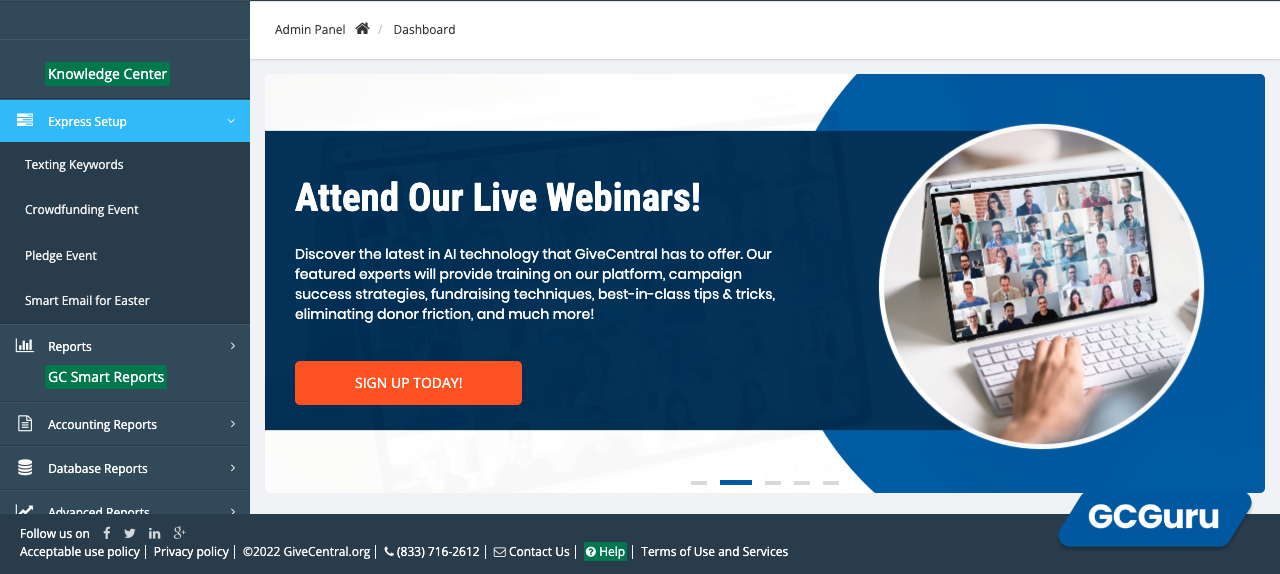 Admin Panel / Dashboard
Knowledge Center
Express Setup
Texting Keywords
Crowdfunding Event
Pledge Event
Smart Email for Easter
Reports
GC Smart Reports
Accounting Reports
Database Reports
Advanced Reports
Attend Our Live Webinars!
Discover the latest in AI technology that GiveCentral has to offer. Our
featured experts will provide training on our platform, campaign
success strategies, fundraising techniques, best-in-class tips & tricks,
eliminating donor friction, and much more!
SIGN UP TODAY!
GCGuru
Follow us on
Acceptable use policy | Privacy policy | ©2022 GiveCentral.org | (833) 716-2612 | Contact Us | Help | Terms of Use and Services